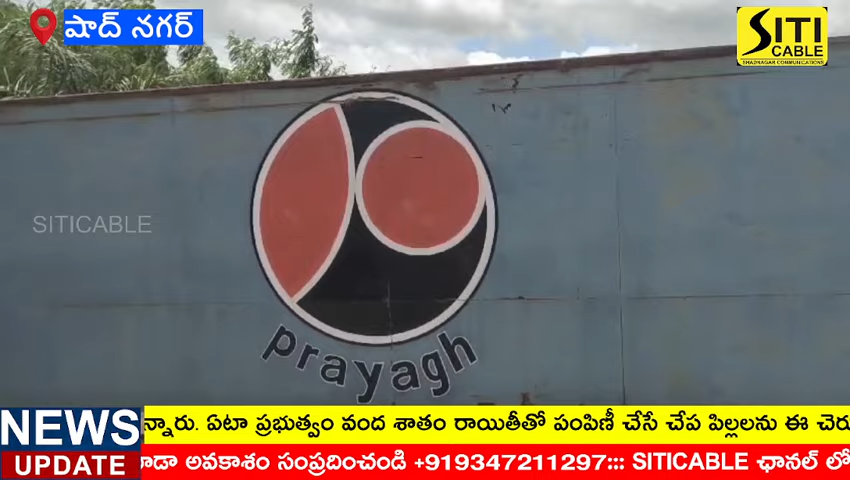 షాద్ నగర్
SITI
CABLE
SHADNAGAR COMMUNICATIONS
SITICABLE
prayagh
NEWS
UPDATE
న్నారు. ఏటా ప్రభుత్వం వంద శాతం రాయితీతో పంపిణీ చేసే చేప పిల్లలను ఈ చెరు
అవకాశం సంప్రదించండి +919347211297::: SITICABLE ఛానల్ లో